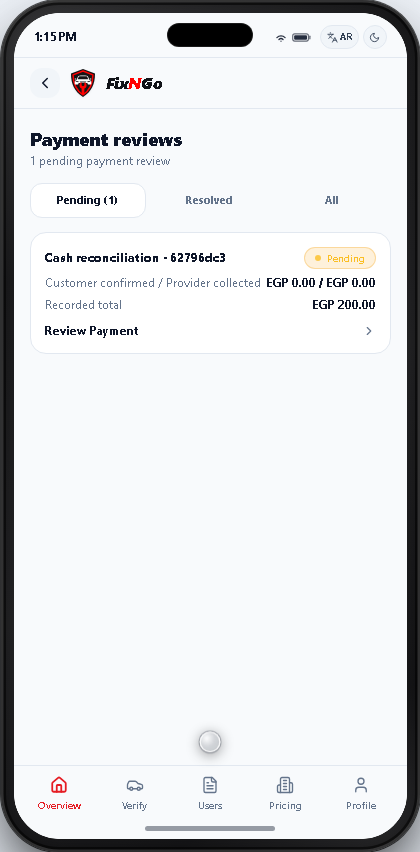 1:15 PM
AR
FixNGo
Payment reviews
1 pending payment review
Pending (1)
Resolved
All
Cash reconciliation - 62796dc3
Pending
Customer confirmed / Provider collected EGP 0.00 / EGP 0.00
Recorded total EGP 200.00
Review Payment
Overview
Verify
Users
Pricing
Profile